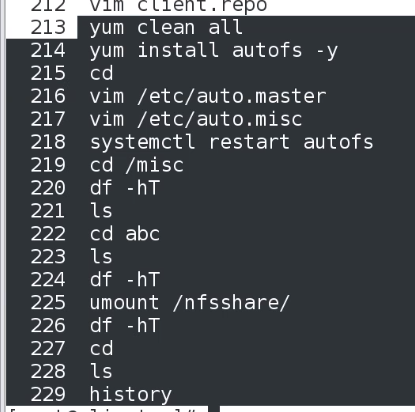 212 vim client.repo
213 yum clean all
214 yum install autofs -y
215 cd
216 vim /etc/auto.master
217 vim /etc/auto.misc
218 systemctl restart autofs
219 cd /misc
220 df -hT
221 ls
222 cd abc
223 ls
224 df -hT
225 umount /nfsshare/
226 df -hT
227 cd
228 ls
229 history